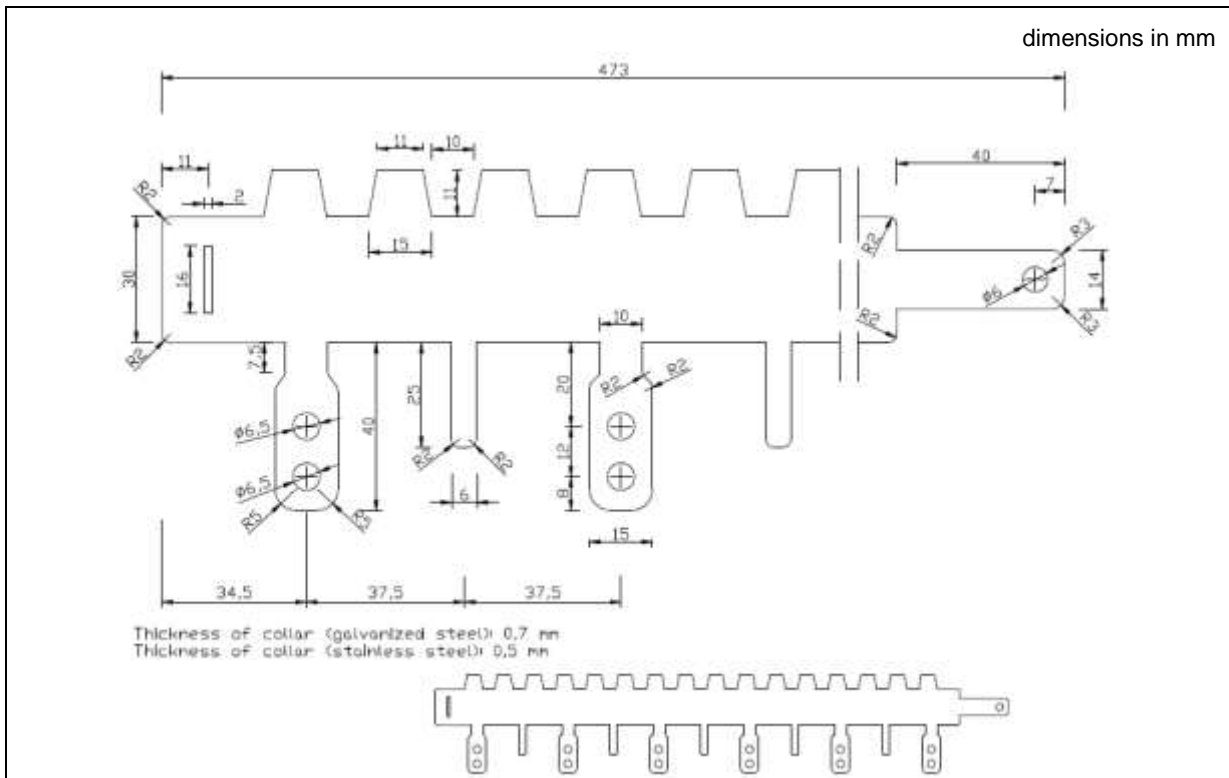 dimensions in mm
473
11
10
40
11
7
R2
2
11
R3
R2
15
30
16
ø6
14
R2
R3
R2
10
7,5
R2
R2
25
20
40
ø6,5
12
R2
R2
ø6,5
6
8
R5
R5
15
34,5
37,5
37,5
Thickness of collar (galvanized steel): 0,7 mm
Thickness of collar (stainless steel): 0,5 mm